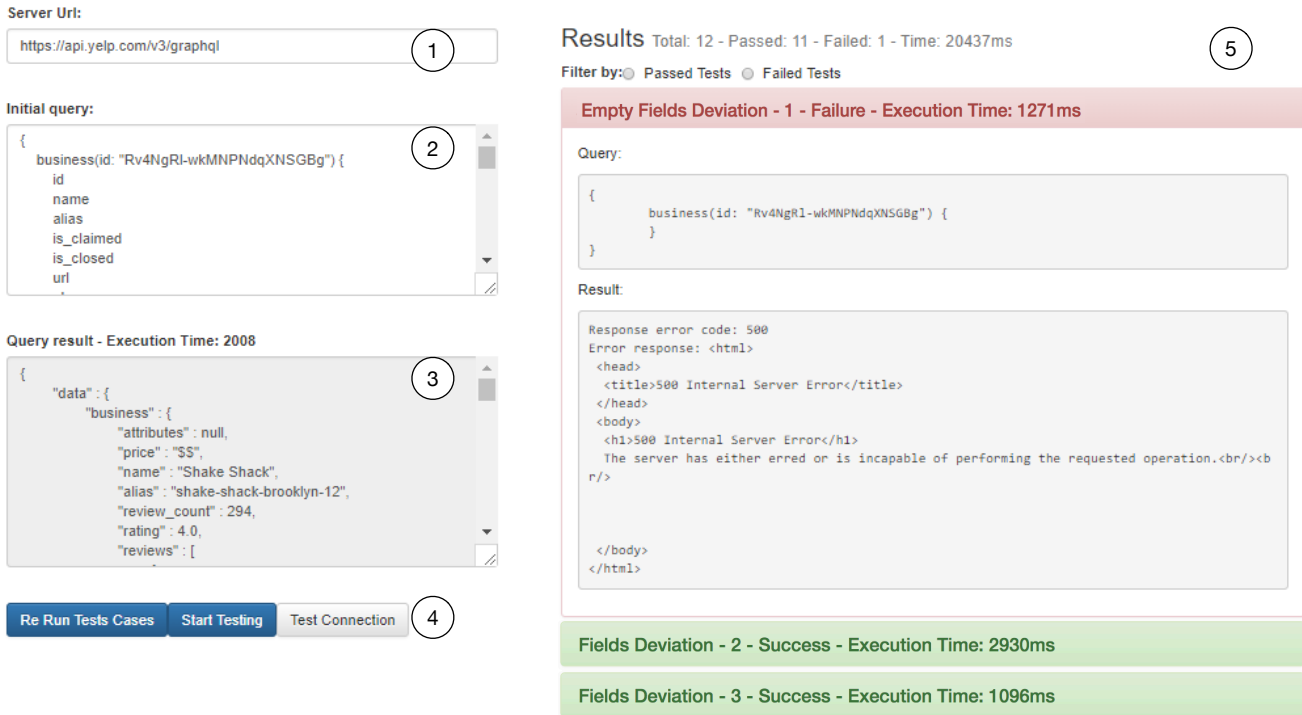 Server Url:
https://api.yelp.com/v3/graphql
1
Initial query:
{
business(id: "Rv4NgRl-wkMNPNdqXNSGBg") {
id
name
alias
is_claimed
is_closed
url
2
Query result - Execution Time: 2008
{
"data" : {
"business" : {
"attributes" : null,
"price" : "$$",
"name" : "Shake Shack",
"alias" : "shake-shack-brooklyn-12",
"review_count" : 294,
"rating" : 4.0,
"reviews" : [
3
Re Run Tests Cases
Start Testing
Test Connection
4
Results Total: 12 - Passed: 11 - Failed: 1 - Time: 20437ms
5
Filter by: Passed Tests Failed Tests
Empty Fields Deviation - 1 - Failure - Execution Time: 1271ms
Query:
{
business(id: "Rv4NgRl-wkMNPNdqXNSGBg") {
}
}
Result:
Response error code: 500
Error response: <html>
<head>
<title>500 Internal Server Error</title>
</head>
<body>
<h1>500 Internal Server Error</h1>
The server has either erred or is incapable of performing the requested operation.<br/><b
r/>
</body>
</html>
Fields Deviation - 2 - Success - Execution Time: 2930ms
Fields Deviation - 3 - Success - Execution Time: 1096ms